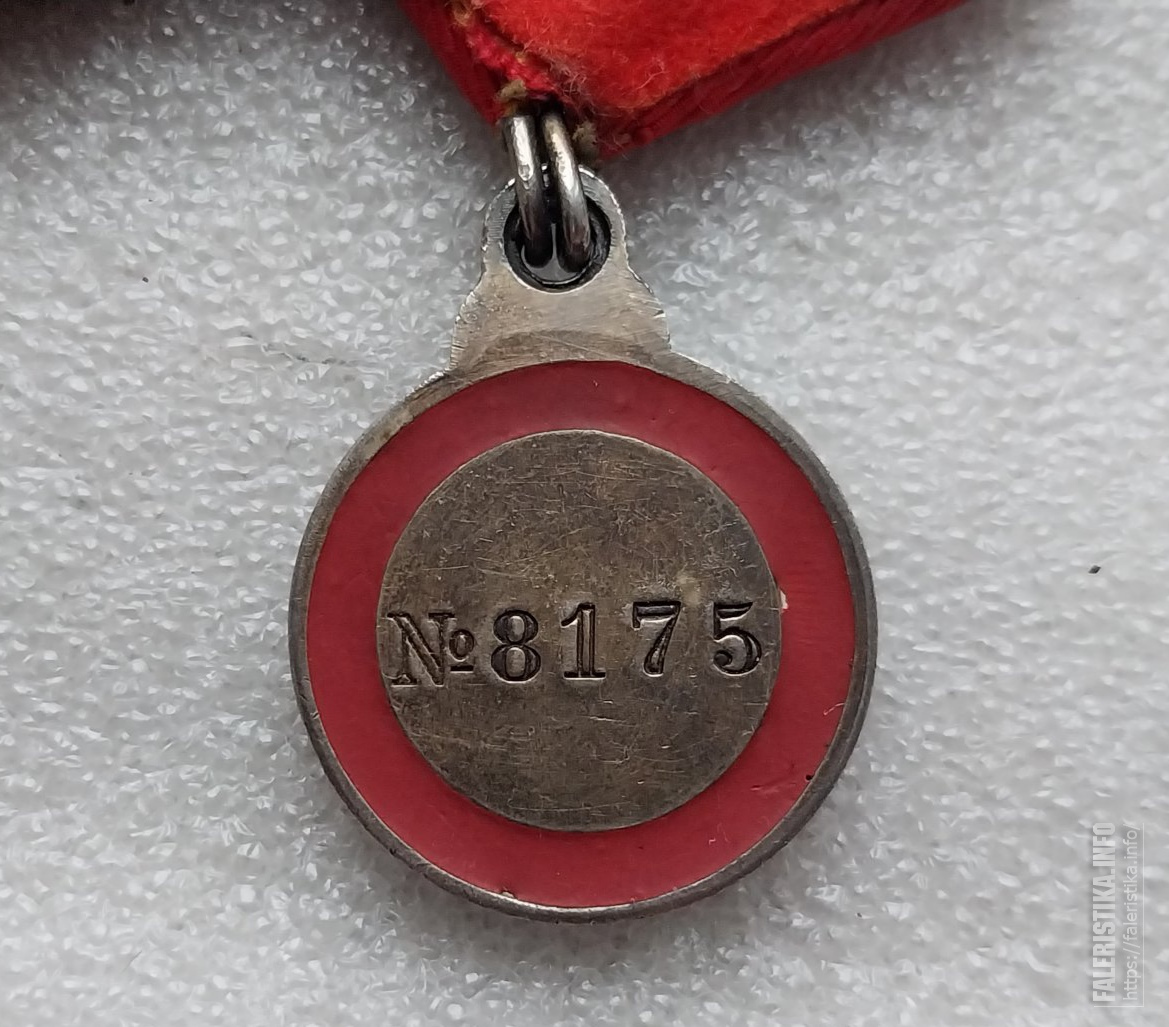 №8175
FALERISTIKA.INFO
https://faleristika.info/